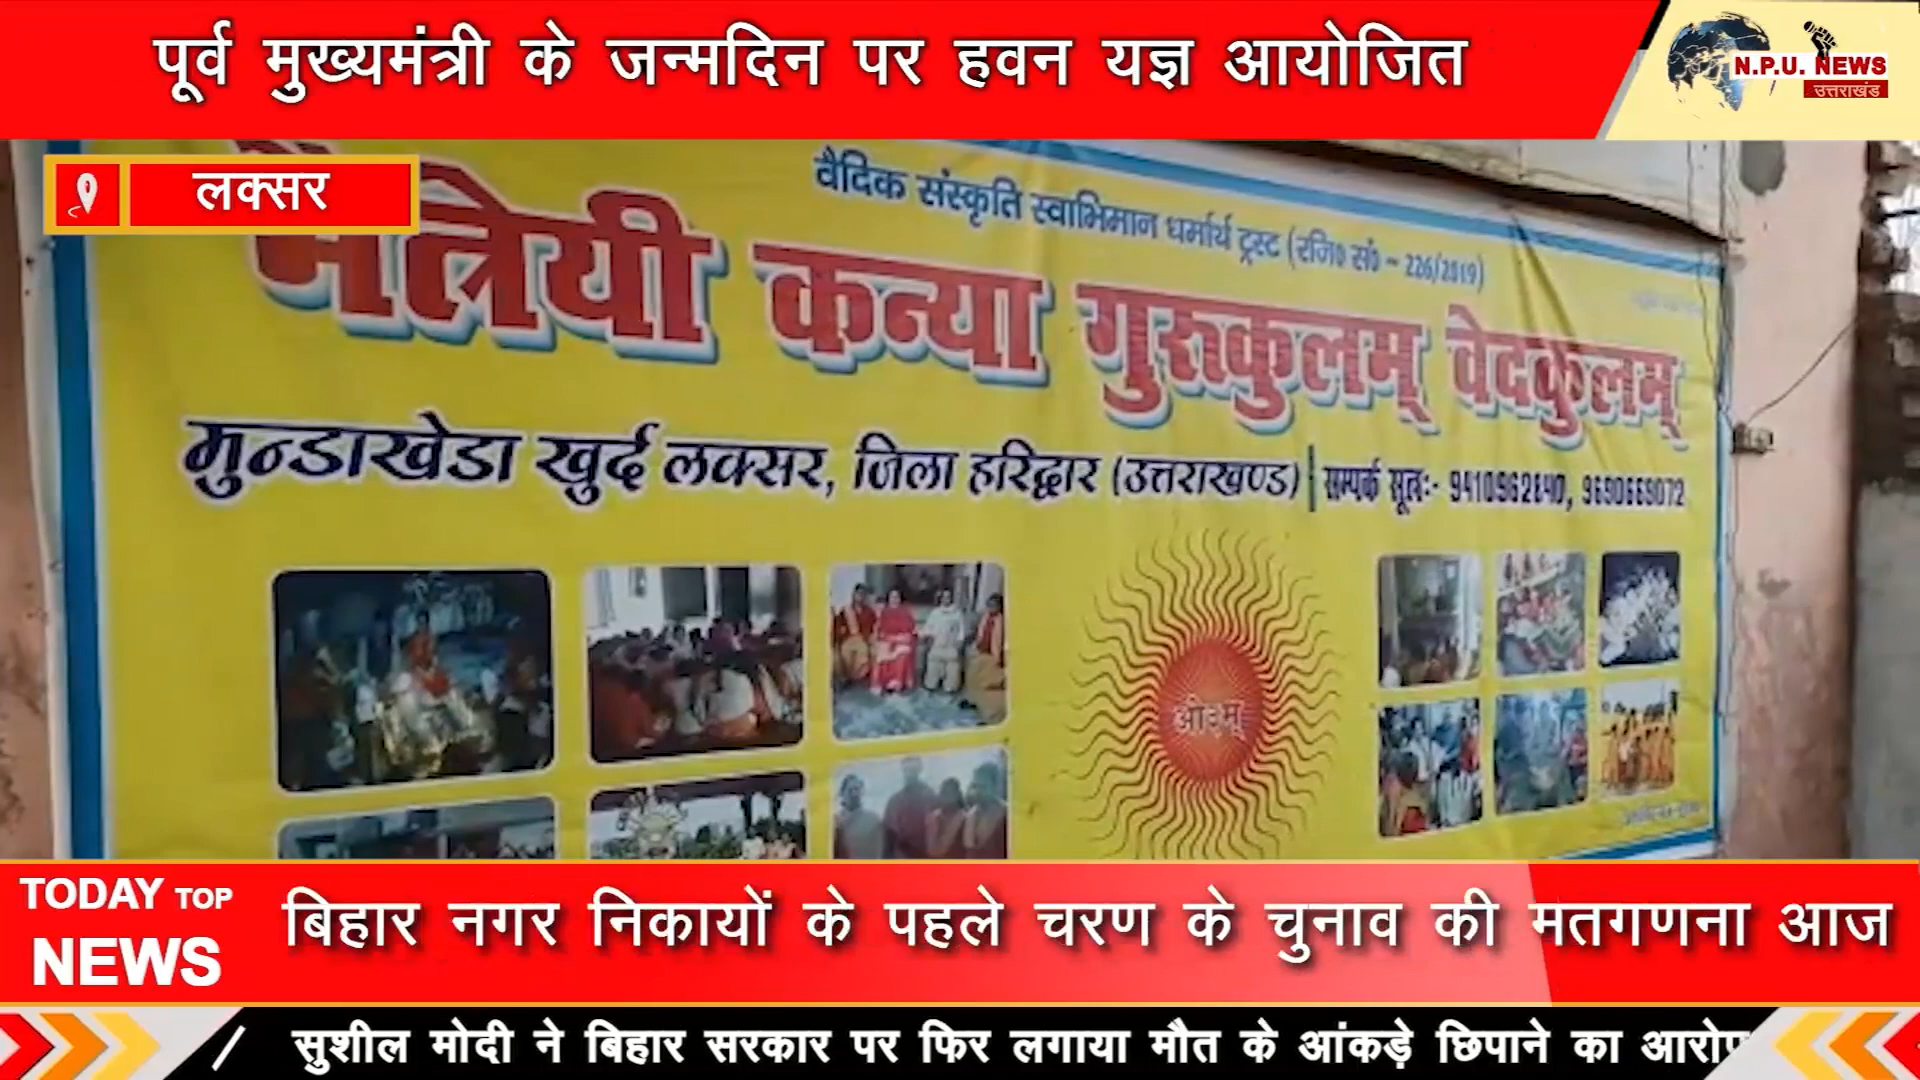 पूर्व मुख्यमंत्री के जन्मदिन पर हवन यज्ञ आयोजित
N.P.U. NEWS
उत्तराखंड
लक्सर
वैदिक संस्कृति स्वाभिमान धर्मार्थ ट्रस्ट (रजि० सं० - 226/2019)
मैत्रेयी कन्या गुरुकुलम् वेदकुलम्
मुन्डाखेडा खुर्द लक्सर, जिला हरिद्वार (उत्तराखण्ड) सम्पर्क सूत्रः- 9410962840, 9690669072
ओ३म्
TODAY TOP NEWS
बिहार नगर निकायों के पहले चरण के चुनाव की मतगणना आज
सुशील मोदी ने बिहार सरकार पर फिर लगाया मौत के आंकड़े छिपाने का आरोप